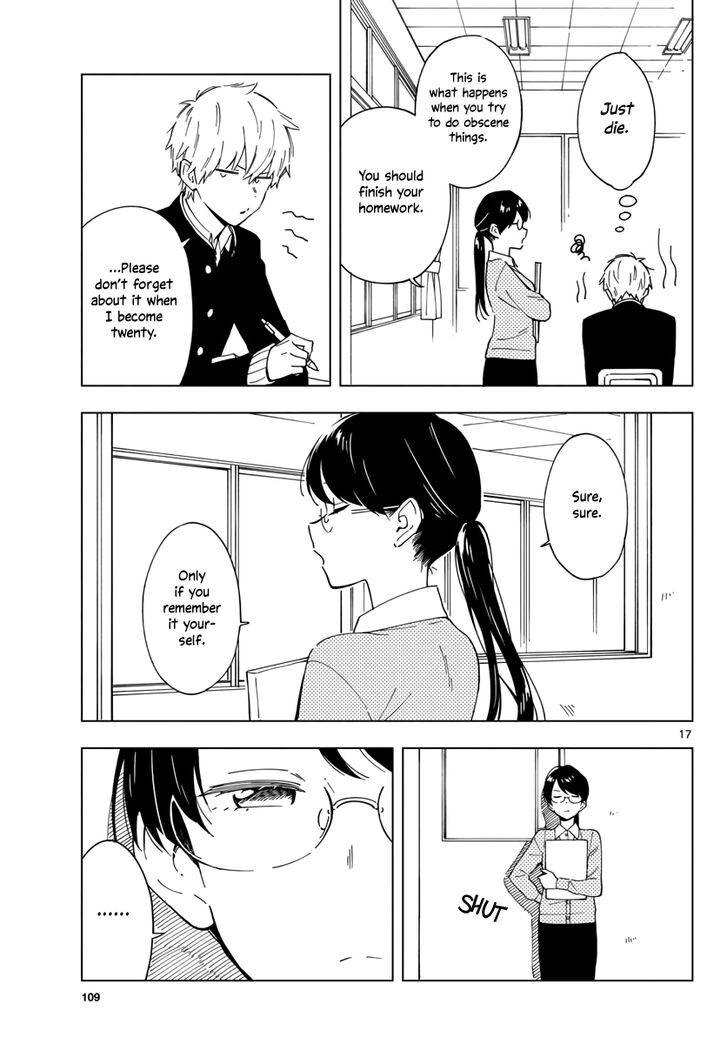 Just
die.
This is
what happens
when you try
to do obscene
things.
You should
finish your
homework.
...Please
don't forget
about it when
I become
twenty.
Sure,
sure.
Only
if you
remember
it your-
self.
17
SHUT
......
109